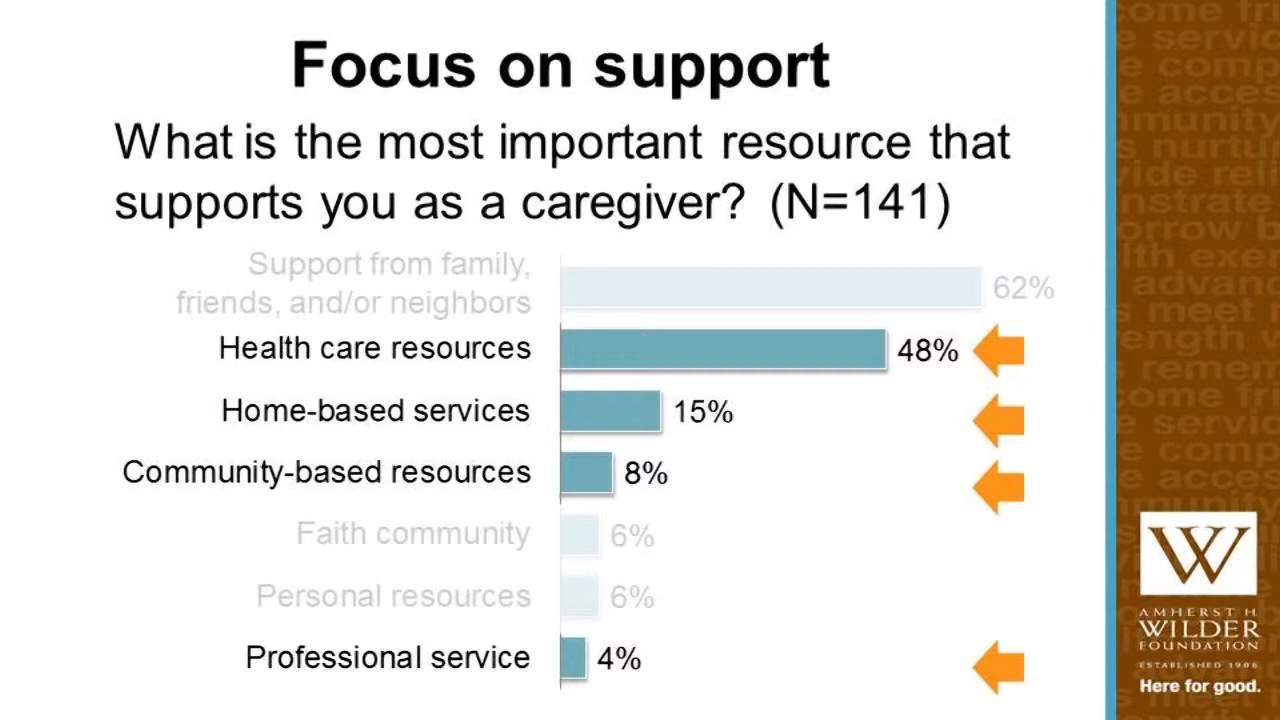 Focus on support
What is the most important resource that
supports you as a caregiver? (N=141)
Support from family,
friends, and/or neighbors
62%
Health care resources
48%
Home-based services
15%
Community-based resources
8%
Faith community
6%
Personal resources
6%
Professional service
4%
W
AMHERST H
WILDER
FOUNDATION
ESTABLISHED 1906
Here for good.